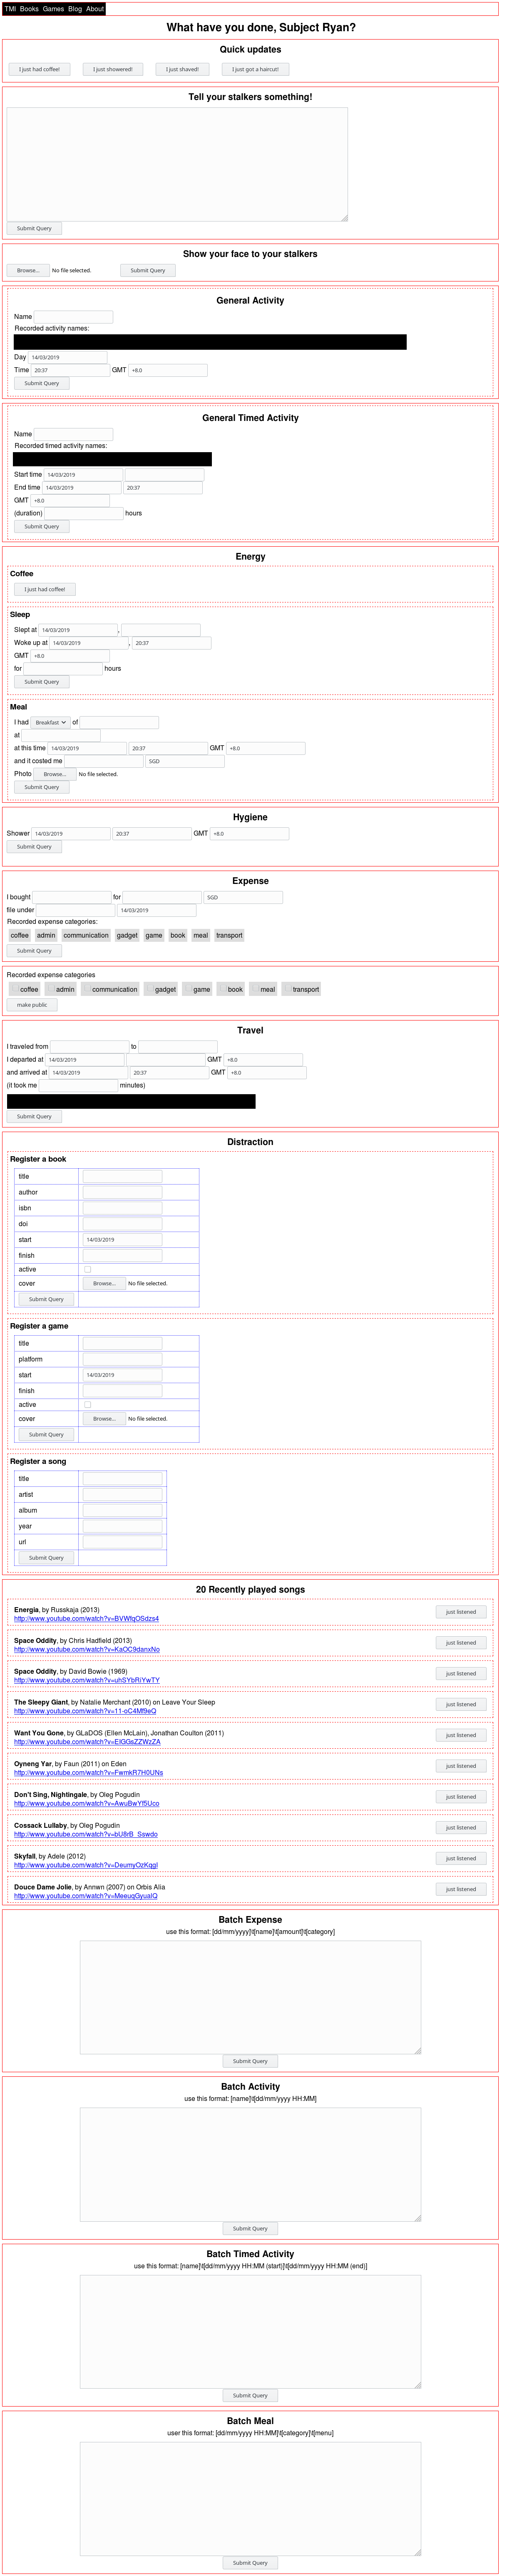 TMI Books Games Blog About
What have you done, Subject Ryan?
Quick updates
I just had coffee! I just showered! I just shaved! I just got a haircut!
Tell your stalkers something!
Submit Query
Show your face to your stalkers
Browse... No file selected. Submit Query
General Activity
Name
Recorded activity names:
Day 14/03/2019
Time 20:37 GMT +8.0
Submit Query
General Timed Activity
Name
Recorded timed activity names:
Start time 14/03/2019
End time 14/03/2019 20:37
GMT +8.0
(duration) hours
Submit Query
Energy
Coffee
I just had coffee!
Sleep
Slept at 14/03/2019 ,
Woke up at 14/03/2019 , 20:37
GMT +8.0
for hours
Submit Query
Meal
I had Breakfast of
at
at this time 14/03/2019 20:37 GMT +8.0
and it costed me SGD
Photo Browse... No file selected.
Submit Query
Hygiene
Shower 14/03/2019 20:37 GMT +8.0
Submit Query
Expense
I bought for SGD
file under 14/03/2019
Recorded expense categories:
coffee admin communication gadget game book meal transport
Submit Query
Recorded expense categories
coffee admin communication gadget game book meal transport
make public
Travel
I traveled from to
I departed at 14/03/2019 GMT +8.0
and arrived at 14/03/2019 20:37 GMT +8.0
(it took me minutes)
Submit Query
Distraction
Register a book
title
author
isbn
doi
start 14/03/2019
finish
active
cover Browse... No file selected.
Submit Query
Register a game
title
platform
start 14/03/2019
finish
active
cover Browse... No file selected.
Submit Query
Register a song
title
artist
album
year
url
Submit Query
20 Recently played songs
Energia, by Russkaja (2013) just listened
http://www.youtube.com/watch?v=BVWfqOSdzs4
Space Oddity, by Chris Hadfield (2013) just listened
http://www.youtube.com/watch?v=KaOC9danxNo
Space Oddity, by David Bowie (1969) just listened
http://www.youtube.com/watch?v=uhSYbRiYwTY
The Sleepy Giant, by Natalie Merchant (2010) on Leave Your Sleep just listened
http://www.youtube.com/watch?v=11-oC4Mf9eQ
Want You Gone, by GLaDOS (Ellen McLain), Jonathan Coulton (2011) just listened
http://www.youtube.com/watch?v=EIGGsZZWzZA
Oyneng Yar, by Faun (2011) on Eden just listened
http://www.youtube.com/watch?v=FwmkR7H0UNs
Don't Sing, Nightingale, by Oleg Pogudin just listened
http://www.youtube.com/watch?v=AwuBwYf5Uco
Cossack Lullaby, by Oleg Pogudin just listened
http://www.youtube.com/watch?v=bU8rB_Sswdo
Skyfall, by Adele (2012) just listened
http://www.youtube.com/watch?v=DeumyOzKqgI
Douce Dame Jolie, by Annwn (2007) on Orbis Alia just listened
http://www.youtube.com/watch?v=MeeuqGyuaIQ
Batch Expense
use this format: [dd/mm/yyyy]\t[name]\t[amount]\t[category]
Submit Query
Batch Activity
use this format: [name]\t[dd/mm/yyyy HH:MM]
Submit Query
Batch Timed Activity
use this format: [name]\t[dd/mm/yyyy HH:MM (start)]\t[dd/mm/yyyy HH:MM (end)]
Submit Query
Batch Meal
user this format: [dd/mm/yyyy HH:MM]\t[category]\t[menu]
Submit Query